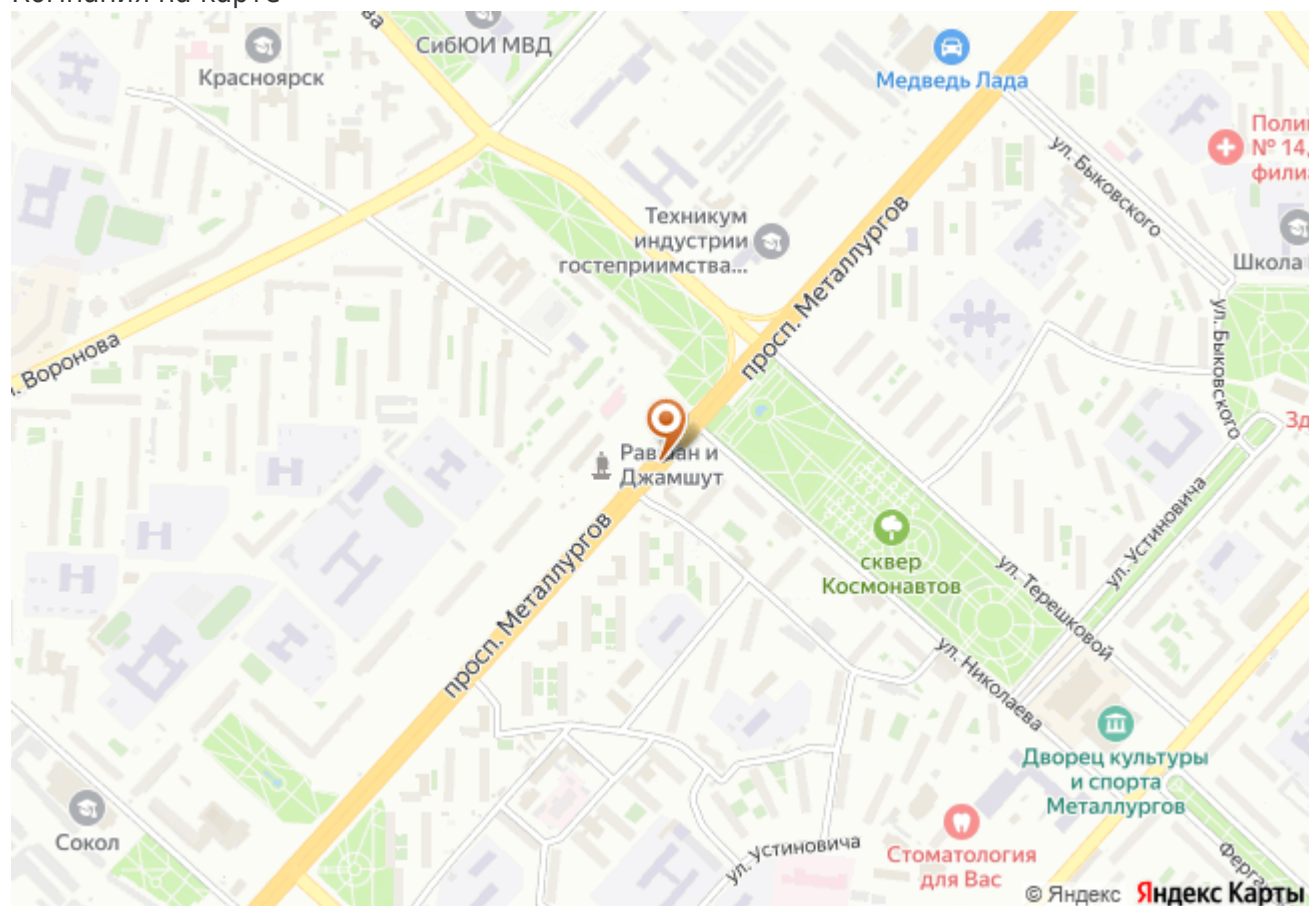 СибЮИ МВД
Красноярск
Медведь Лада
№ 14,
ул. Быковского
Техникум
индустрии
гостеприимства...
Школа
просп. Металлургов
ул. Быковского
Воронова
Джамшут
сквер
Космонавтов
ул. Устиновича
ул. Терешковой
просп. Металлургов
ул. Николаева
Дворец культуры
и спорта
Металлургов
Сокол
ул. Устиновича
Стоматология
для Вас
© Яндекс Яндекс Карты